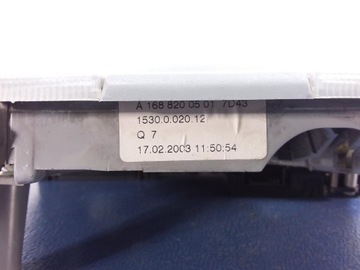 A 168 820 05 01 7D43
1530.0.020.12
Q 7
17.02.2003 11:50:54